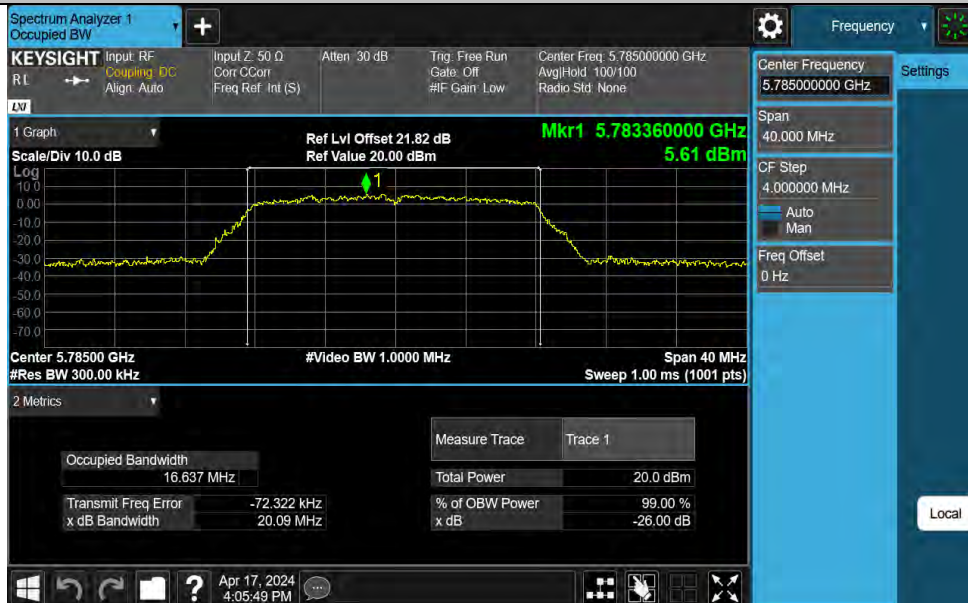 Spectrum Analyzer 1
Occupied BW
+
Frequency
KEYSIGHT
Input: RF
Coupling: DC
Align: Auto
Input Z: 50 Ω
Corr CCorr
Freq Ref: Int (S)
Atten: 30 dB
Trig: Free Run
Gate: Off
#IF Gain: Low
Center Freq: 5.785000000 GHz
Avg|Hold: 100/100
Radio Std: None
LXI
Center Frequency
5.785000000 GHz
Settings
Span
40.000 MHz
CF Step
4.000000 MHz
Auto
Man
Freq Offset
0 Hz
Local
1 Graph
Scale/Div 10.0 dB
Ref Lvl Offset 21.82 dB
Ref Value 20.00 dBm
Mkr1 5.783360000 GHz
5.61 dBm
Log
10.0
0.00
-10.0
-20.0
-30.0
-40.0
-50.0
-60.0
-70.0
1
Center 5.78500 GHz
#Res BW 300.00 kHz
#Video BW 1.0000 MHz
Span 40 MHz
Sweep 1.00 ms (1001 pts)
2 Metrics
Measure Trace Trace 1
Occupied Bandwidth
16.637 MHz
Total Power 20.0 dBm
Transmit Freq Error -72.322 kHz
% of OBW Power 99.00 %
x dB Bandwidth 20.09 MHz
x dB -26.00 dB
?
Apr 17, 2024
4:05:49 PM